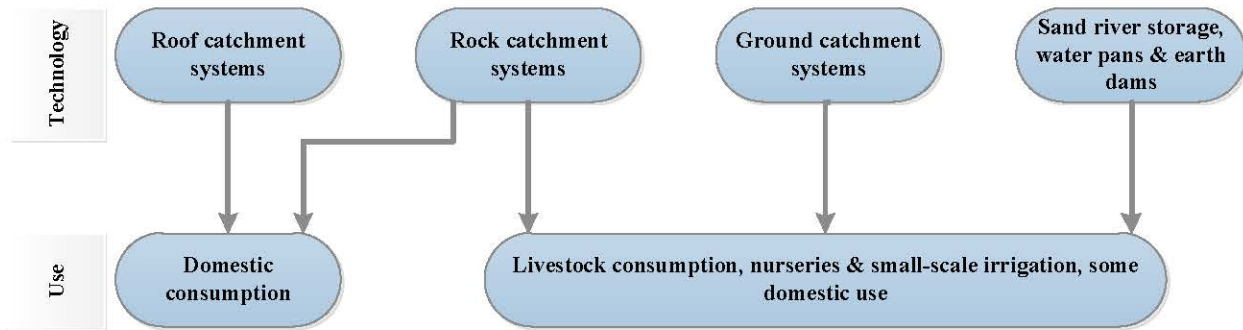 Technology
Roof catchment
systems
Rock catchment
systems
Ground catchment
systems
Sand river storage,
water pans & earth
dams
Use
Domestic
consumption
Livestock consumption, nurseries & small-scale irrigation, some
domestic use